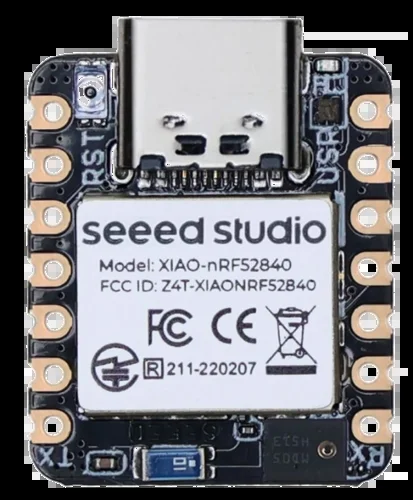 RST
USR
seeed studio
Model: XIAO-nRF52840
FCC ID: Z4T-XIAONRF52840
FC CE
R 211-220207
TX
RX